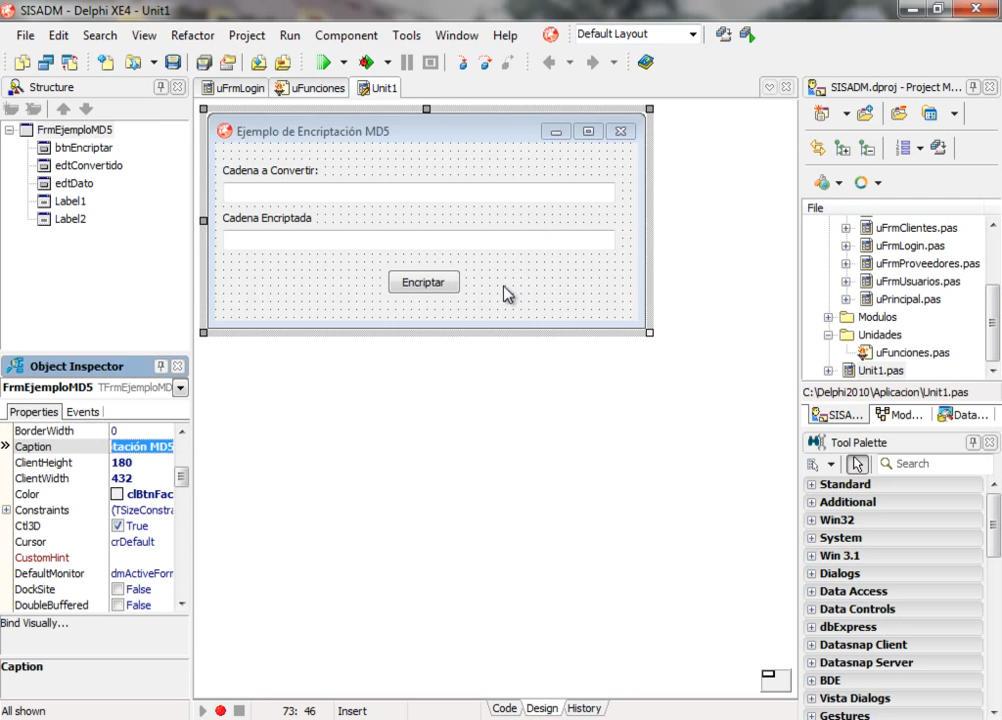 SISADM - Delphi XE4 - Unit1
File Edit Search View Refactor Project Run Component Tools Window Help Default Layout
Structure
FrmEjemploMD5
btnEncriptar
edtConvertido
edtDato
Label1
Label2
Object Inspector
FrmEjemploMD5 TFrmEjemploMD
Properties Events
BorderWidth 0
Caption tación MD5
ClientHeight 180
ClientWidth 432
Color clBtnFac
Constraints (TSizeConstra
Ctl3D True
Cursor crDefault
CustomHint
DefaultMonitor dmActiveForm
DockSite False
DoubleBuffered False
Bind Visually...
Caption
All shown
uFrmLogin uFunciones Unit1
Ejemplo de Encriptación MD5
Cadena a Convertir:
Cadena Encriptada
Encriptar
73: 46 Insert Code Design History
SISADM.dproj - Project M...
File
uFrmClientes.pas
uFrmLogin.pas
uFrmProveedores.pas
uFrmUsuarios.pas
uPrincipal.pas
Modulos
Unidades
uFunciones.pas
Unit1.pas
C:\Delphi2010\Aplicacion\Unit1.pas
SISA... Mod... Data...
Tool Palette
Search
Standard
Additional
Win32
System
Win 3.1
Dialogs
Data Access
Data Controls
dbExpress
Datasnap Client
Datasnap Server
BDE
Vista Dialogs
Gestures